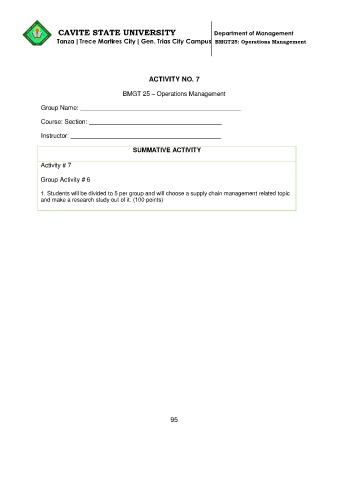 CAVITE STATE UNIVERSITY
Department of Management
Tanza | Trece Martires City | Gen. Trias City Campus
BMGT25: Operations Management
ACTIVITY NO. 7
BMGT 25 – Operations Management
Group Name:
Course: Section:
Instructor:
SUMMATIVE ACTIVITY
Activity # 7
Group Activity # 6
1. Students will be divided to 5 per group and will choose a supply chain management related topic
and make a research study out of it. (100 points)
95